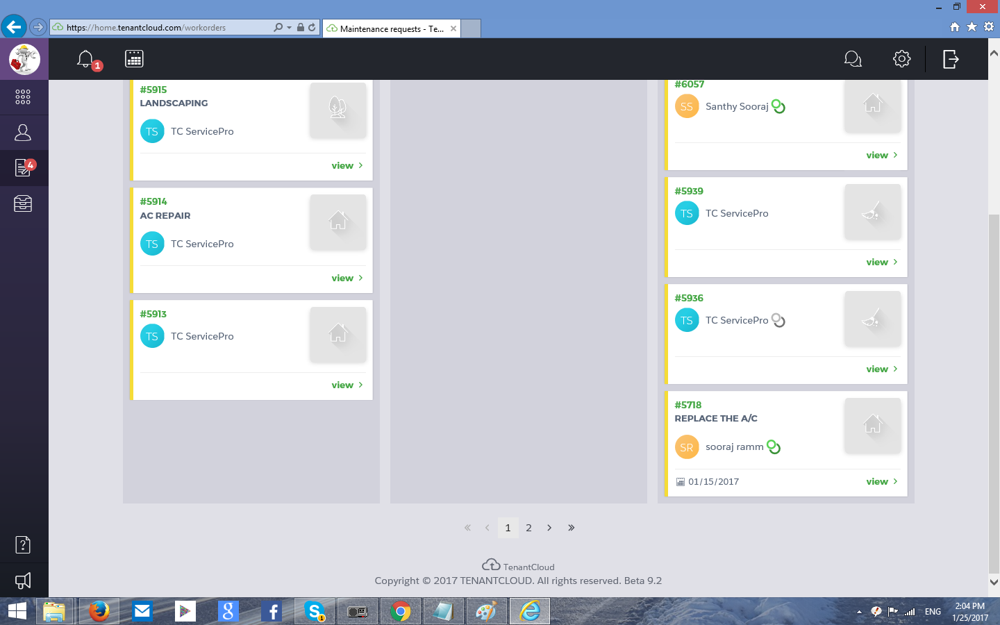 https://home.tenantcloud.com/workorders
Maintenance requests - Te...
1
4
#5915
LANDSCAPING
TS
TC ServicePro
view
#5914
AC REPAIR
TS
TC ServicePro
view
#5913
TS
TC ServicePro
view
#6057
SS
Santhy Sooraj
view
#5939
TS
TC ServicePro
view
#5936
TS
TC ServicePro
view
#5718
REPLACE THE A/C
SR
sooraj ramm
01/15/2017
view
« ‹ 1 2 › »
TenantCloud
Copyright © 2017 TENANTCLOUD. All rights reserved. Beta 9.2
1
ENG
2:04 PM
1/25/2017